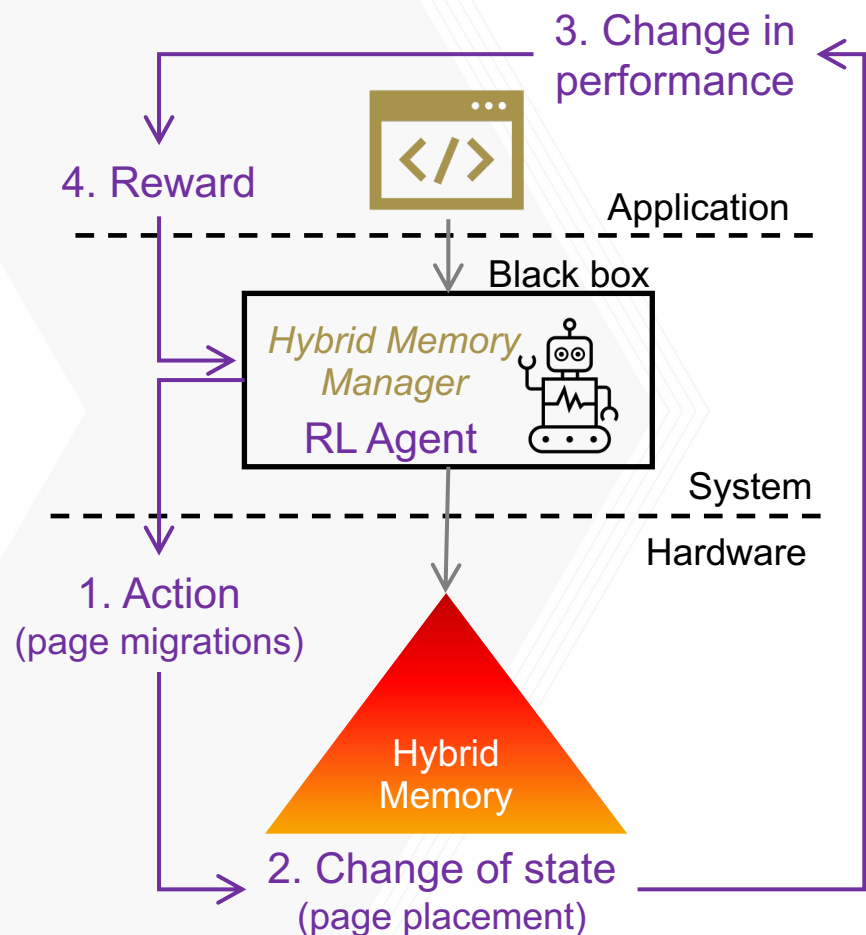 3. Change in
performance
</>
4. Reward
Application
Black box
Hybrid Memory
Manager
RL Agent
System
Hardware
1. Action
(page migrations)
Hybrid
Memory
2. Change of state
(page placement)